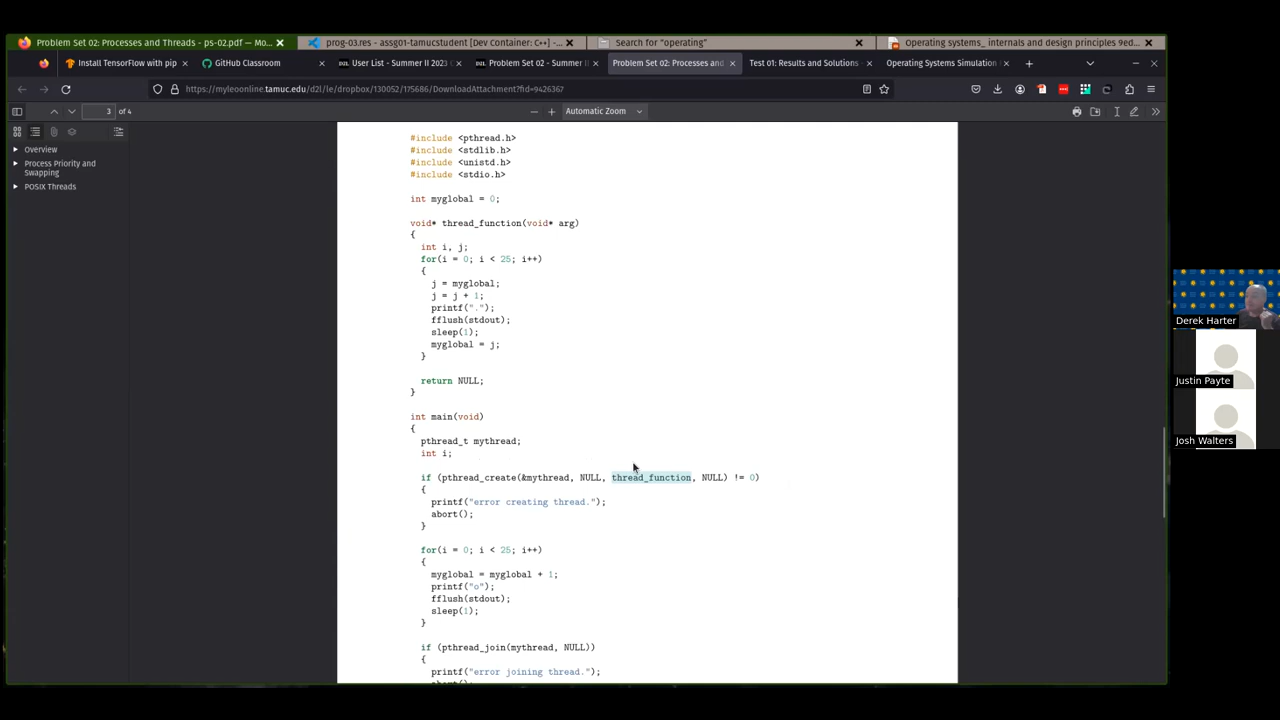 Problem Set 02: Processes and Threads - ps-02.pdf — Mo...
prog-03.res - assg01-tamucstudent [Dev Container: C++] -...
Search for "operating"
Operating systems_ internals and design principles 9ed...
Install TensorFlow with pip
GitHub Classroom
User List - Summer II 2023
Problem Set 02 - Summer II
Problem Set 02: Processes and
Test 01: Results and Solutions
Operating Systems Simulation
https://myleoonline.tamuc.edu/d2l/le/dropbox/130052/175686/DownloadAttachment?fid=9426367
3 of 4
Automatic Zoom
Overview
Process Priority and
Swapping
POSIX Threads
#include <pthread.h>
#include <stdlib.h>
#include <unistd.h>
#include <stdio.h>
int myglobal = 0;
void* thread_function(void* arg)
{
int i, j;
for(i = 0; i < 25; i++)
{
j = myglobal;
j = j + 1;
printf(".");
fflush(stdout);
sleep(1);
myglobal = j;
}
return NULL;
}
int main(void)
{
pthread_t mythread;
int i;
if (pthread_create(&mythread, NULL, thread_function, NULL) != 0)
{
printf("error creating thread.");
abort();
}
for(i = 0; i < 25; i++)
{
myglobal = myglobal + 1;
printf("o");
fflush(stdout);
sleep(1);
}
if (pthread_join(mythread, NULL))
{
printf("error joining thread.");
Derek Harter
Justin Payte
Josh Walters